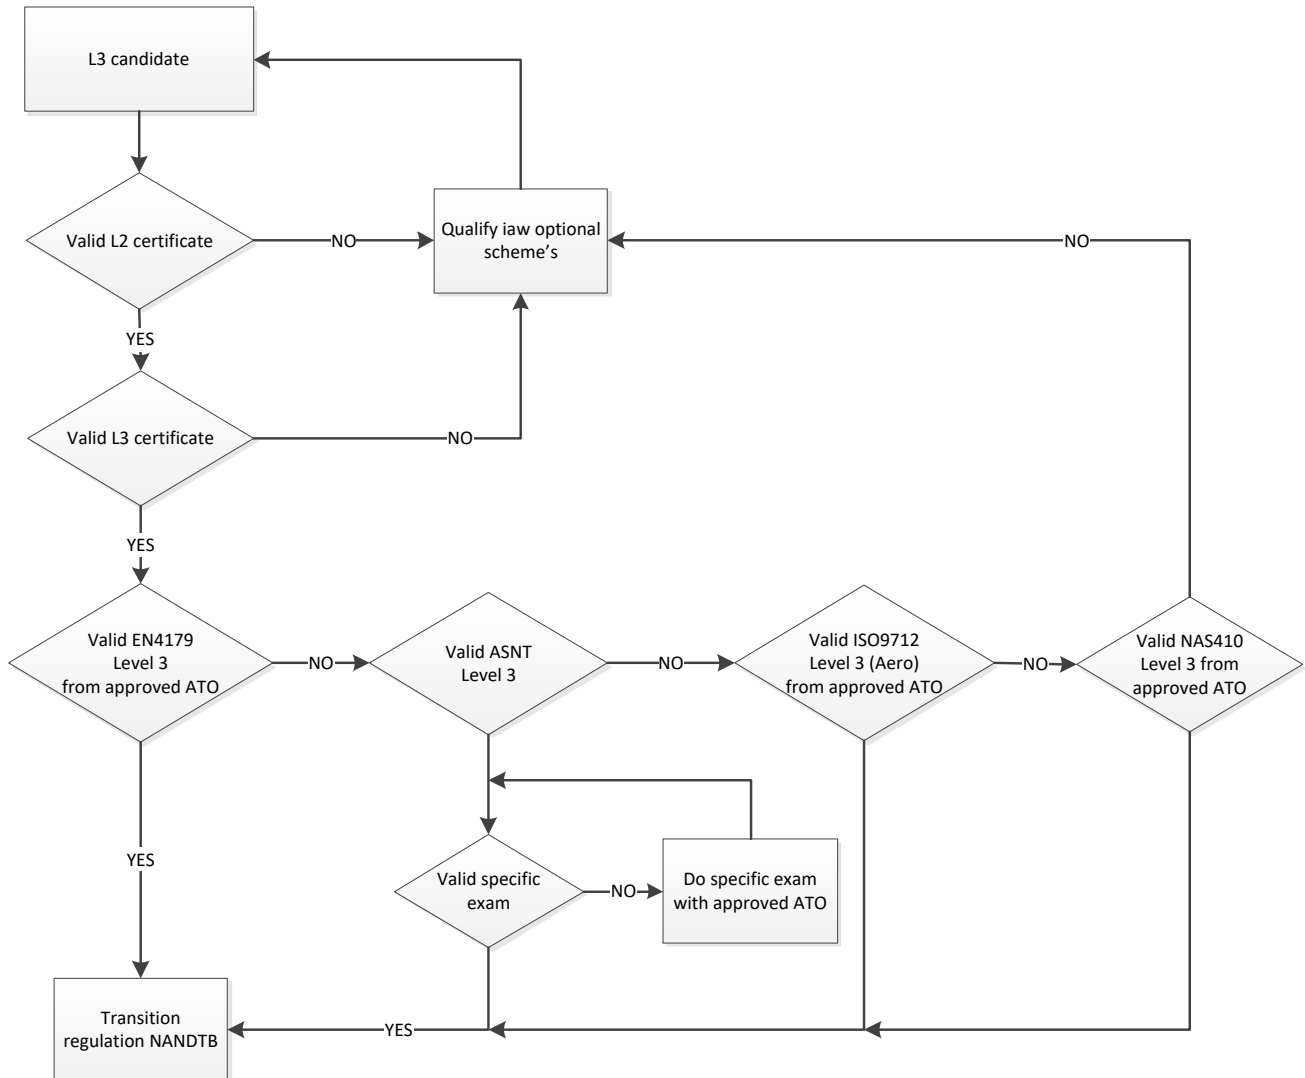 L3 candidate
Valid L2 certificate
NO
Qualify iaw optional
scheme's
NO
YES
Valid L3 certificate
NO
YES
Valid EN4179
Level 3
from approved ATO
NO
Valid ASNT
Level 3
NO
Valid ISO9712
Level 3 (Aero)
from approved ATO
NO
Valid NAS410
Level 3 from
approved ATO
YES
Valid specific
exam
NO
Do specific exam
with approved ATO
Transition
regulation NANDTB
YES